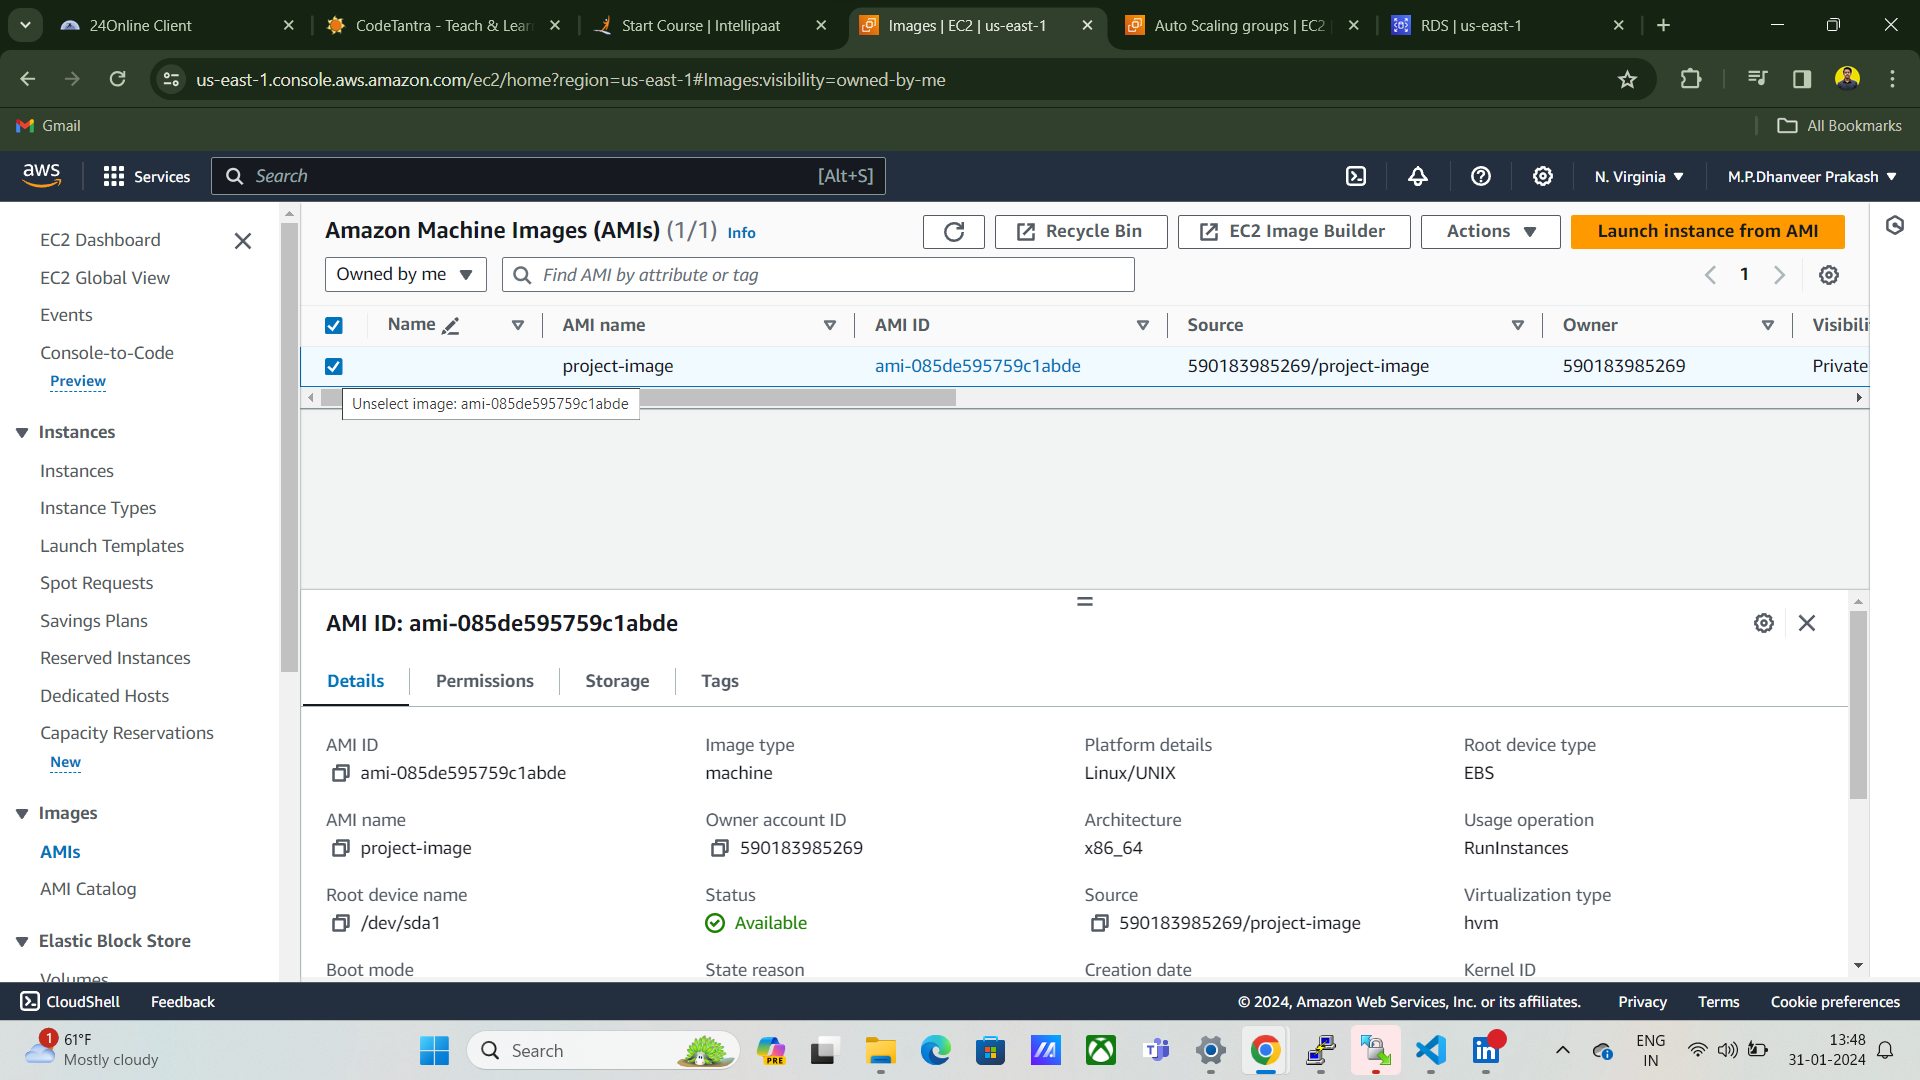 24Online Client
CodeTantra - Teach & Lear
Start Course | Intellipaat
Images | EC2 | us-east-1
Auto Scaling groups | EC2
RDS | us-east-1
us-east-1.console.aws.amazon.com/ec2/home?region=us-east-1#Images:visibility=owned-by-me
Gmail
All Bookmarks
aws
Services
Search
[Alt+S]
N. Virginia
M.P.Dhanveer Prakash
EC2 Dashboard
EC2 Global View
Events
Console-to-Code
Preview
Instances
Instances
Instance Types
Launch Templates
Spot Requests
Savings Plans
Reserved Instances
Dedicated Hosts
Capacity Reservations
New
Images
AMIs
AMI Catalog
Elastic Block Store
Volumes
Amazon Machine Images (AMIs) (1/1) Info
Recycle Bin
EC2 Image Builder
Actions
Launch instance from AMI
Owned by me
Find AMI by attribute or tag
1
Name
AMI name
AMI ID
Source
Owner
Visibili
project-image
ami-085de595759c1abde
590183985269/project-image
590183985269
Private
Unselect image: ami-085de595759c1abde
AMI ID: ami-085de595759c1abde
Details
Permissions
Storage
Tags
AMI ID
ami-085de595759c1abde
Image type
machine
Platform details
Linux/UNIX
Root device type
EBS
AMI name
project-image
Owner account ID
590183985269
Architecture
x86_64
Usage operation
RunInstances
Root device name
/dev/sda1
Status
Available
Source
590183985269/project-image
Virtualization type
hvm
Boot mode
State reason
Creation date
Kernel ID
CloudShell
Feedback
© 2024, Amazon Web Services, Inc. or its affiliates.
Privacy
Terms
Cookie preferences
1
61°F
Mostly cloudy
Search
PRE
ENG
IN
13:48
31-01-2024